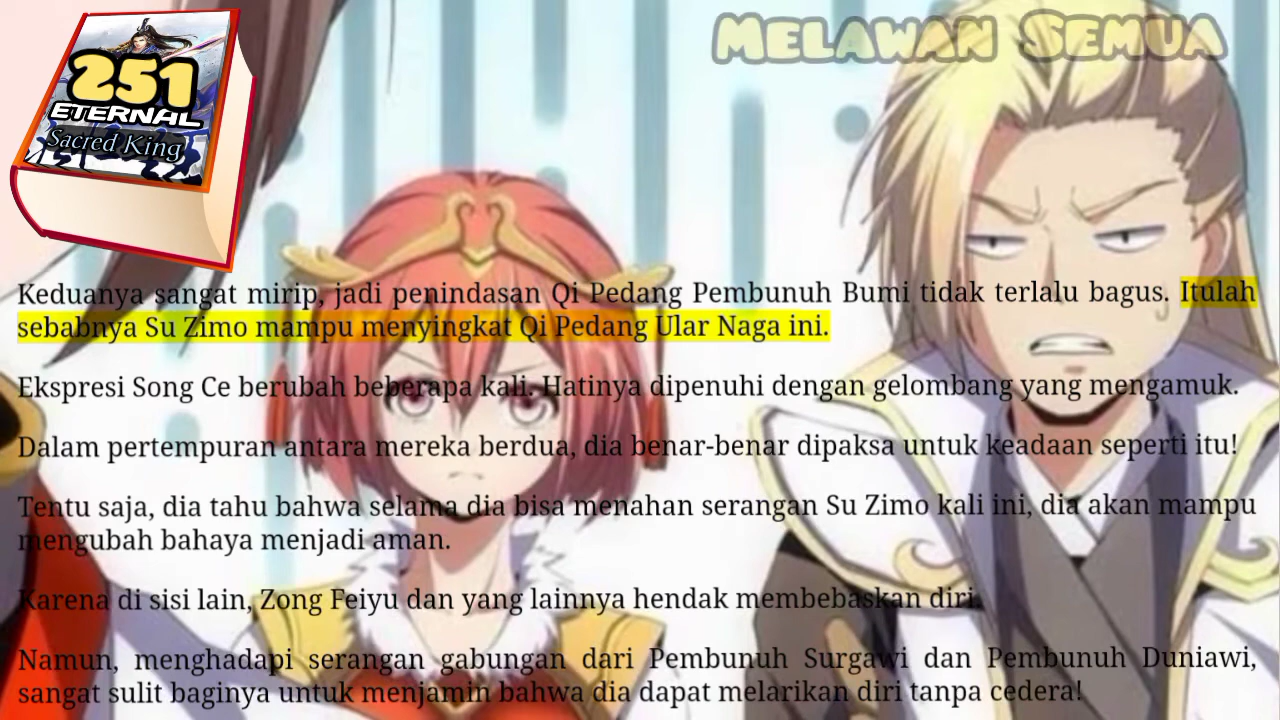 Melawan Semua
251
ETERNAL
Sacred King
Keduanya sangat mirip, jadi penindasan Qi Pedang Pembunuh Bumi tidak terlalu bagus. Itulah
sebabnya Su Zimo mampu menyingkat Qi Pedang Ular Naga ini.
Ekspresi Song Ce berubah beberapa kali. Hatinya dipenuhi dengan gelombang yang mengamuk.
Dalam pertempuran antara mereka berdua, dia benar-benar dipaksa untuk keadaan seperti itu!
Tentu saja, dia tahu bahwa selama dia bisa menahan serangan Su Zimo kali ini, dia akan mampu
mengubah bahaya menjadi aman.
Karena di sisi lain, Zong Feiyu dan yang lainnya hendak membebaskan diri.
Namun, menghadapi serangan gabungan dari Pembunuh Surgawi dan Pembunuh Duniawi,
sangat sulit baginya untuk menjamin bahwa dia dapat melarikan diri tanpa cedera!